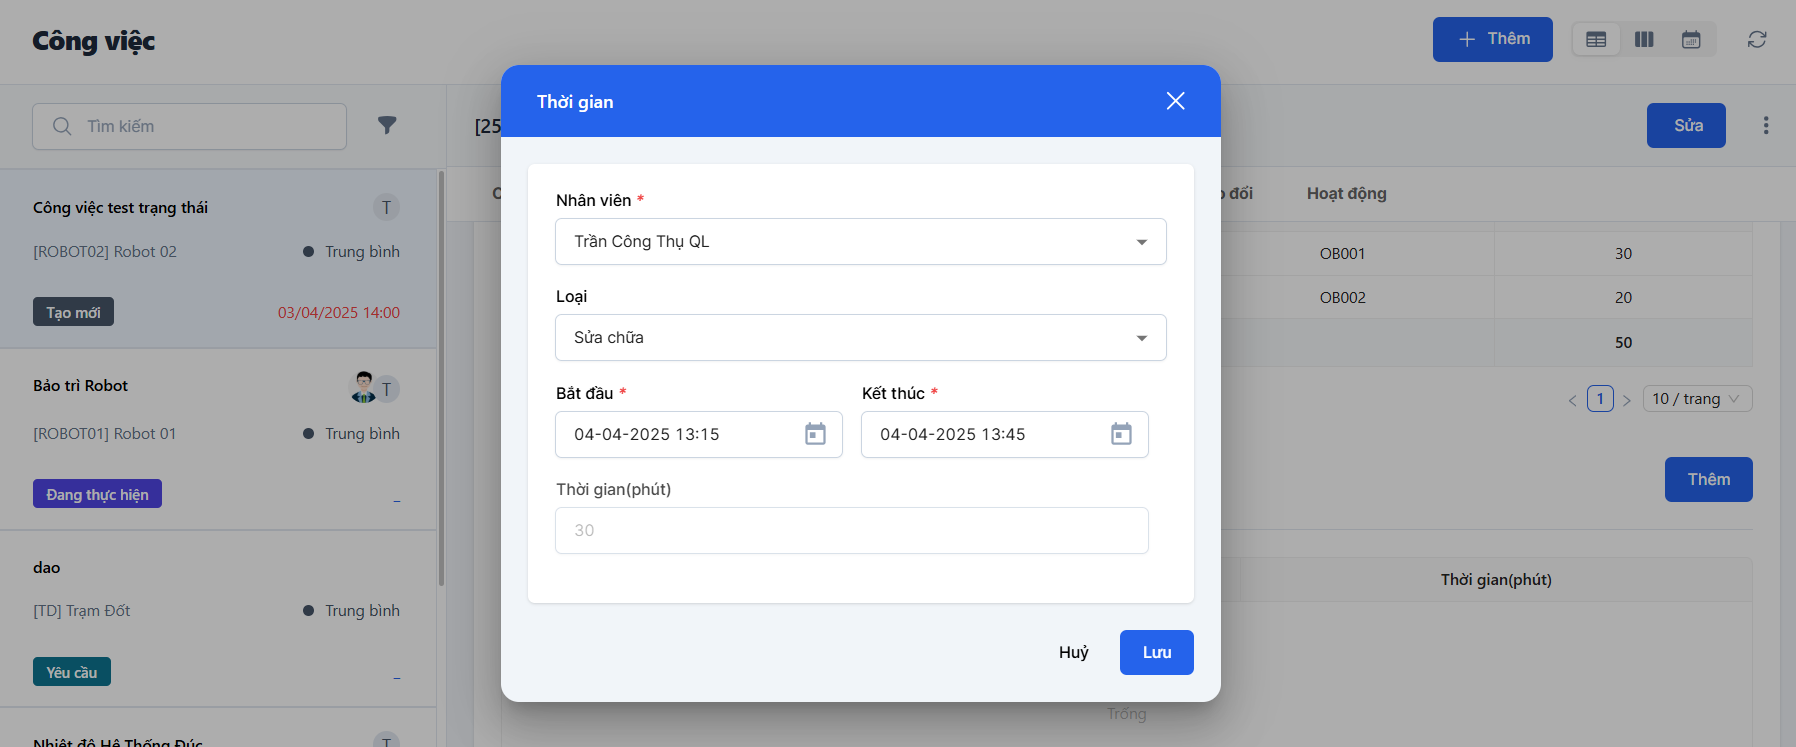 Công việc
Thêm
Tìm kiếm
Công việc test trạng thái
T
[ROBOT02] Robot 02
Trung bình
Tạo mới
03/04/2025 14:00
Bảo trì Robot
T
[ROBOT01] Robot 01
Trung bình
Đang thực hiện
_
dao
[TD] Trạm Đốt
Trung bình
Yêu cầu
_
Nhiệt độ Hệ Thống Đúc
T
[25
Sửa
đổi
Hoạt động
OB001
30
OB002
20
50
1
10 / trang
Thêm
Thời gian(phút)
Trống
Thời gian
Nhân viên *
Trần Công Thụ QL
Loại
Sửa chữa
Bắt đầu *
Kết thúc *
04-04-2025 13:15
04-04-2025 13:45
Thời gian(phút)
30
Huỷ
Lưu